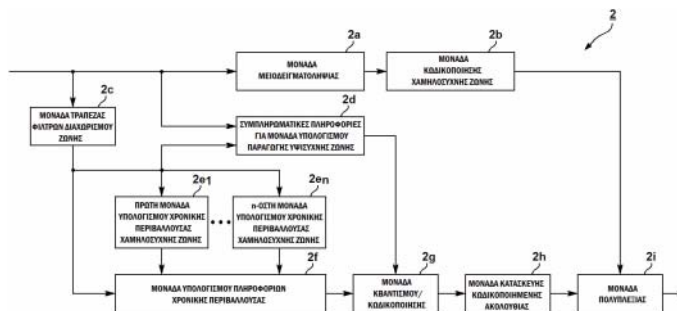 2
2a
ΜΟΝΑΔΑ
ΜΕΙΟΔΕΙΓΜΑΤΟΛΗΨΙΑΣ
2b
ΜΟΝΑΔΑ
ΚΩΔΙΚΟΠΟΙΗΣΗΣ
ΧΑΜΗΛΟΣΥΧΝΗΣ ΖΩΝΗΣ
2c
ΜΟΝΑΔΑ ΤΡΑΠΕΖΑΣ
ΦΙΛΤΡΩΝ ΔΙΑΧΩΡΙΣΜΟΥ
ΖΩΝΗΣ
2d
ΣΥΜΠΛΗΡΩΜΑΤΙΚΕΣ ΠΛΗΡΟΦΟΡΙΕΣ
ΓΙΑ ΜΟΝΑΔΑ ΥΠΟΛΟΓΙΣΜΟΥ
ΠΑΡΑΓΩΓΗΣ ΥΨΙΣΥΧΝΗΣ ΖΩΝΗΣ
2e1
ΠΡΩΤΗ ΜΟΝΑΔΑ
ΥΠΟΛΟΓΙΣΜΟΥ ΧΡΟΝΙΚΗΣ
ΠΕΡΙΒΑΛΛΟΥΣΑΣ
ΧΑΜΗΛΟΣΥΧΝΗΣ ΖΩΝΗΣ
2en
n-ΟΣΤΗ ΜΟΝΑΔΑ
ΥΠΟΛΟΓΙΣΜΟΥ ΧΡΟΝΙΚΗΣ
ΠΕΡΙΒΑΛΛΟΥΣΑΣ
ΧΑΜΗΛΟΣΥΧΝΗΣ ΖΩΝΗΣ
2f
ΜΟΝΑΔΑ ΥΠΟΛΟΓΙΣΜΟΥ ΠΛΗΡΟΦΟΡΙΩΝ
ΧΡΟΝΙΚΗΣ ΠΕΡΙΒΑΛΛΟΥΣΑΣ
2g
ΜΟΝΑΔΑ
ΚΒΑΝΤΙΣΜΟΥ/
ΚΩΔΙΚΟΠΟΙΗΣΗΣ
2h
ΜΟΝΑΔΑ ΚΑΤΑΣΚΕΥΗΣ
ΚΩΔΙΚΟΠΟΙΗΜΕΝΗΣ
ΑΚΟΛΟΥΘΙΑΣ
2i
ΜΟΝΑΔΑ
ΠΟΛΥΠΛΕΞΙΑΣ